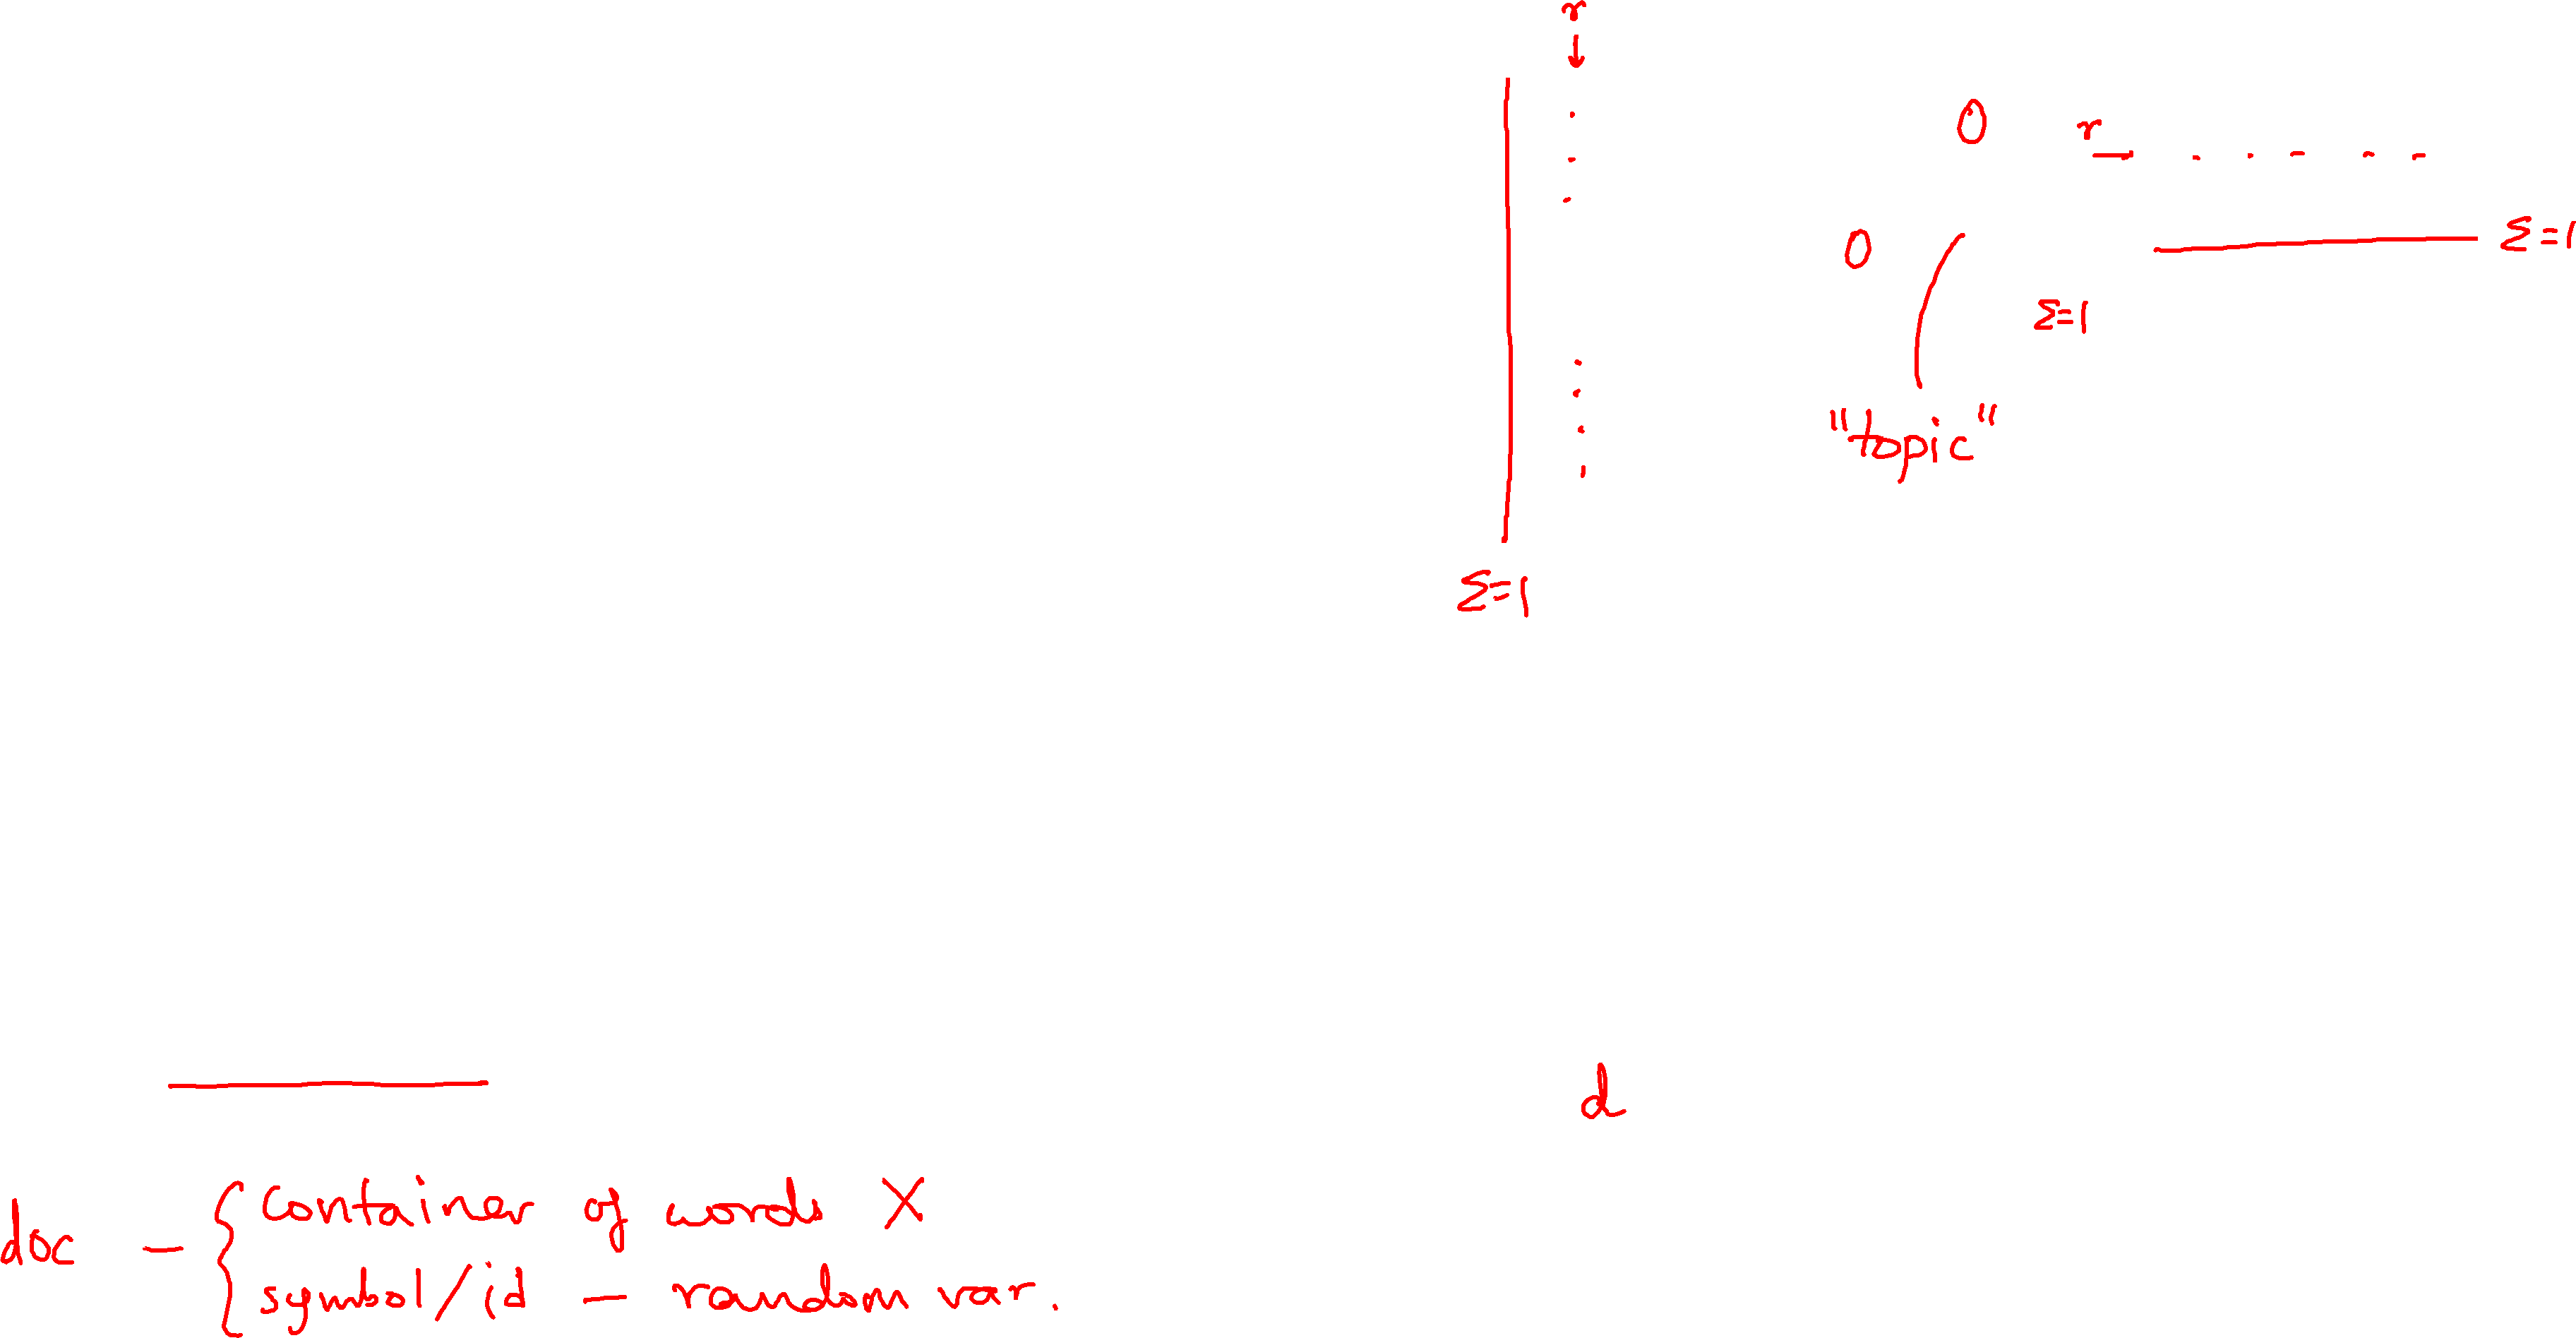 r
0 r
0 Σ=1
Σ=1
"topic"
Σ=1
d
container of words X
doc - {
symbol/id - random var.